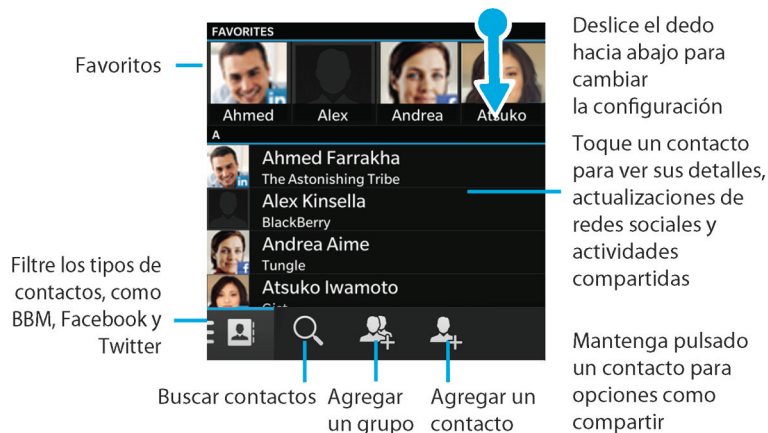 FAVORITES
Favoritos
in
f
Ahmed
Alex
Andrea
Atsuko
A
Ahmed Farrakha
The Astonishing Tribe
Alex Kinsella
BlackBerry
Andrea Aime
Tungle
Atsuko Iwamoto
Deslice el dedo
hacia abajo para
cambiar
la configuración
Toque un contacto
para ver sus detalles,
actualizaciones de
redes sociales y
actividades
compartidas
Filtre los tipos de
contactos, como
BBM, Facebook y
Twitter
Buscar contactos
Agregar
un grupo
Agregar un
contacto
Mantenga pulsado
un contacto para
opciones como
compartir